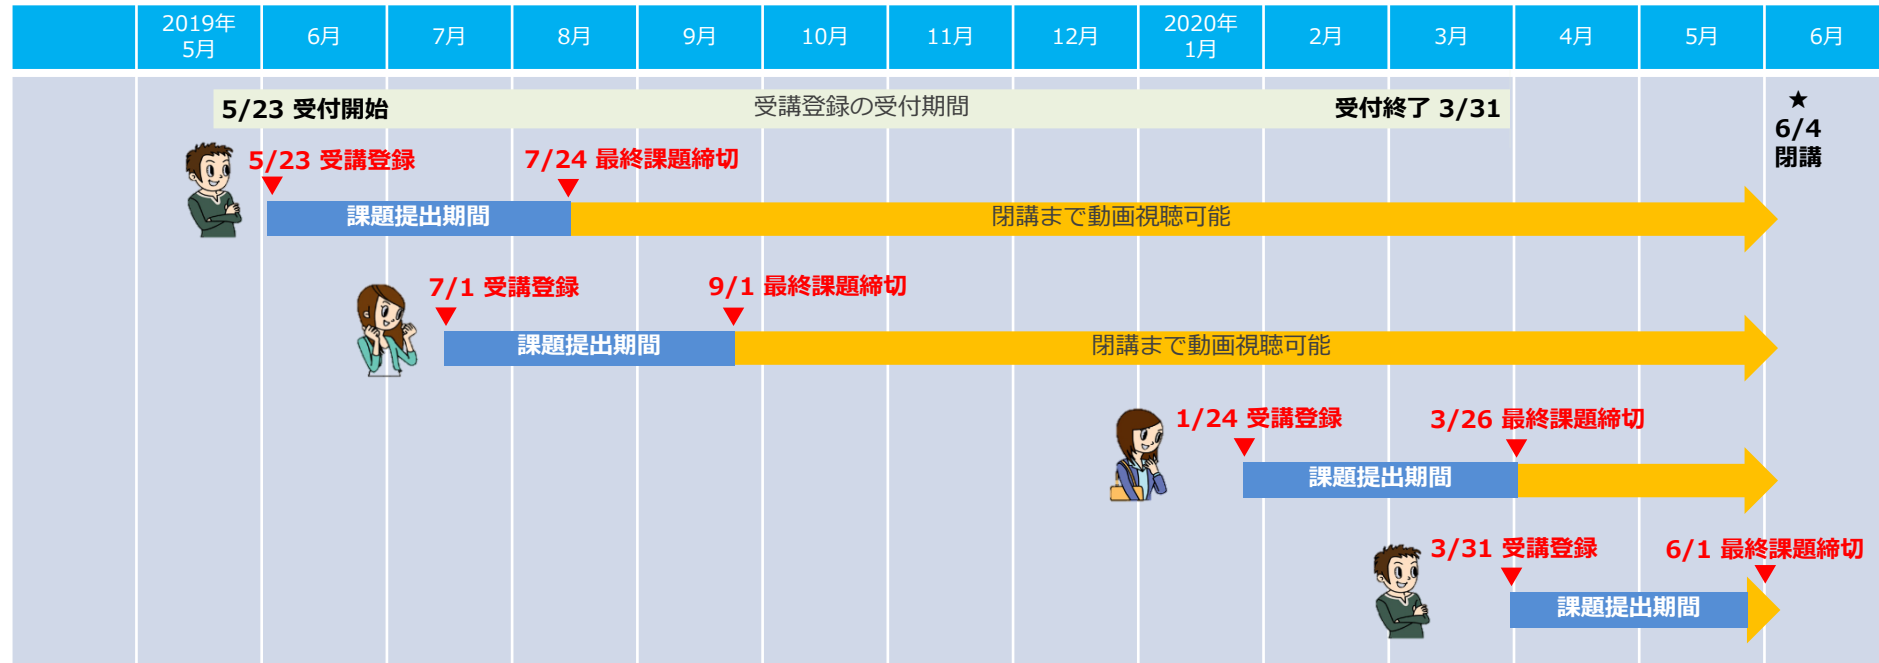 2019年
5月
6月
7月
8月
9月
10月
11月
12月
2020年
1月
2月
3月
4月
5月
6月
5/23 受付開始
受講登録の受付期間
受付終了 3/31
★
6/4
閉講
5/23 受講登録
7/24 最終課題締切
課題提出期間
閉講まで動画視聴可能
7/1 受講登録
9/1 最終課題締切
課題提出期間
閉講まで動画視聴可能
1/24 受講登録
3/26 最終課題締切
課題提出期間
3/31 受講登録
6/1 最終課題締切
課題提出期間